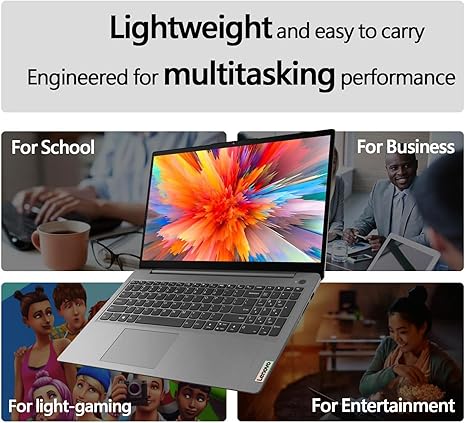 Lightweight and easy to carry
Engineered for multitasking performance
For School
For Business
Lenovo
For light-gaming
For Entertainment